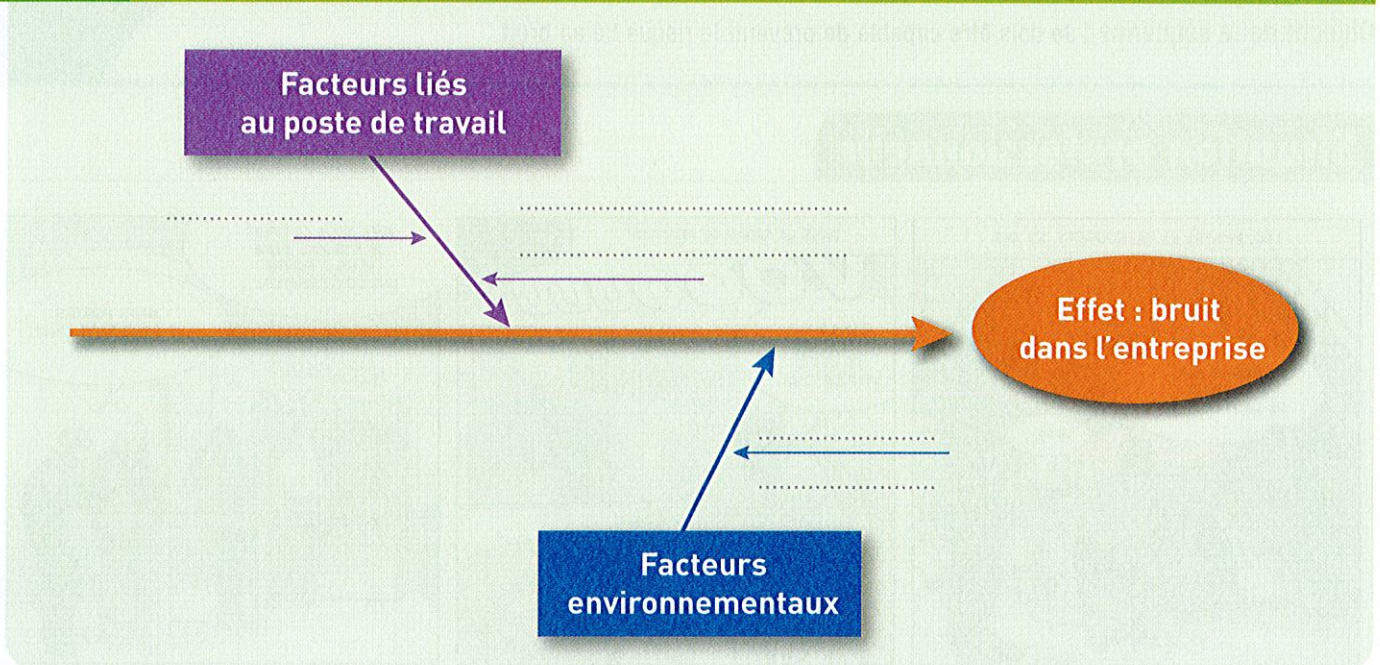 Facteurs liés
au poste de travail
Effet : bruit
dans l'entreprise
Facteurs
environnementaux